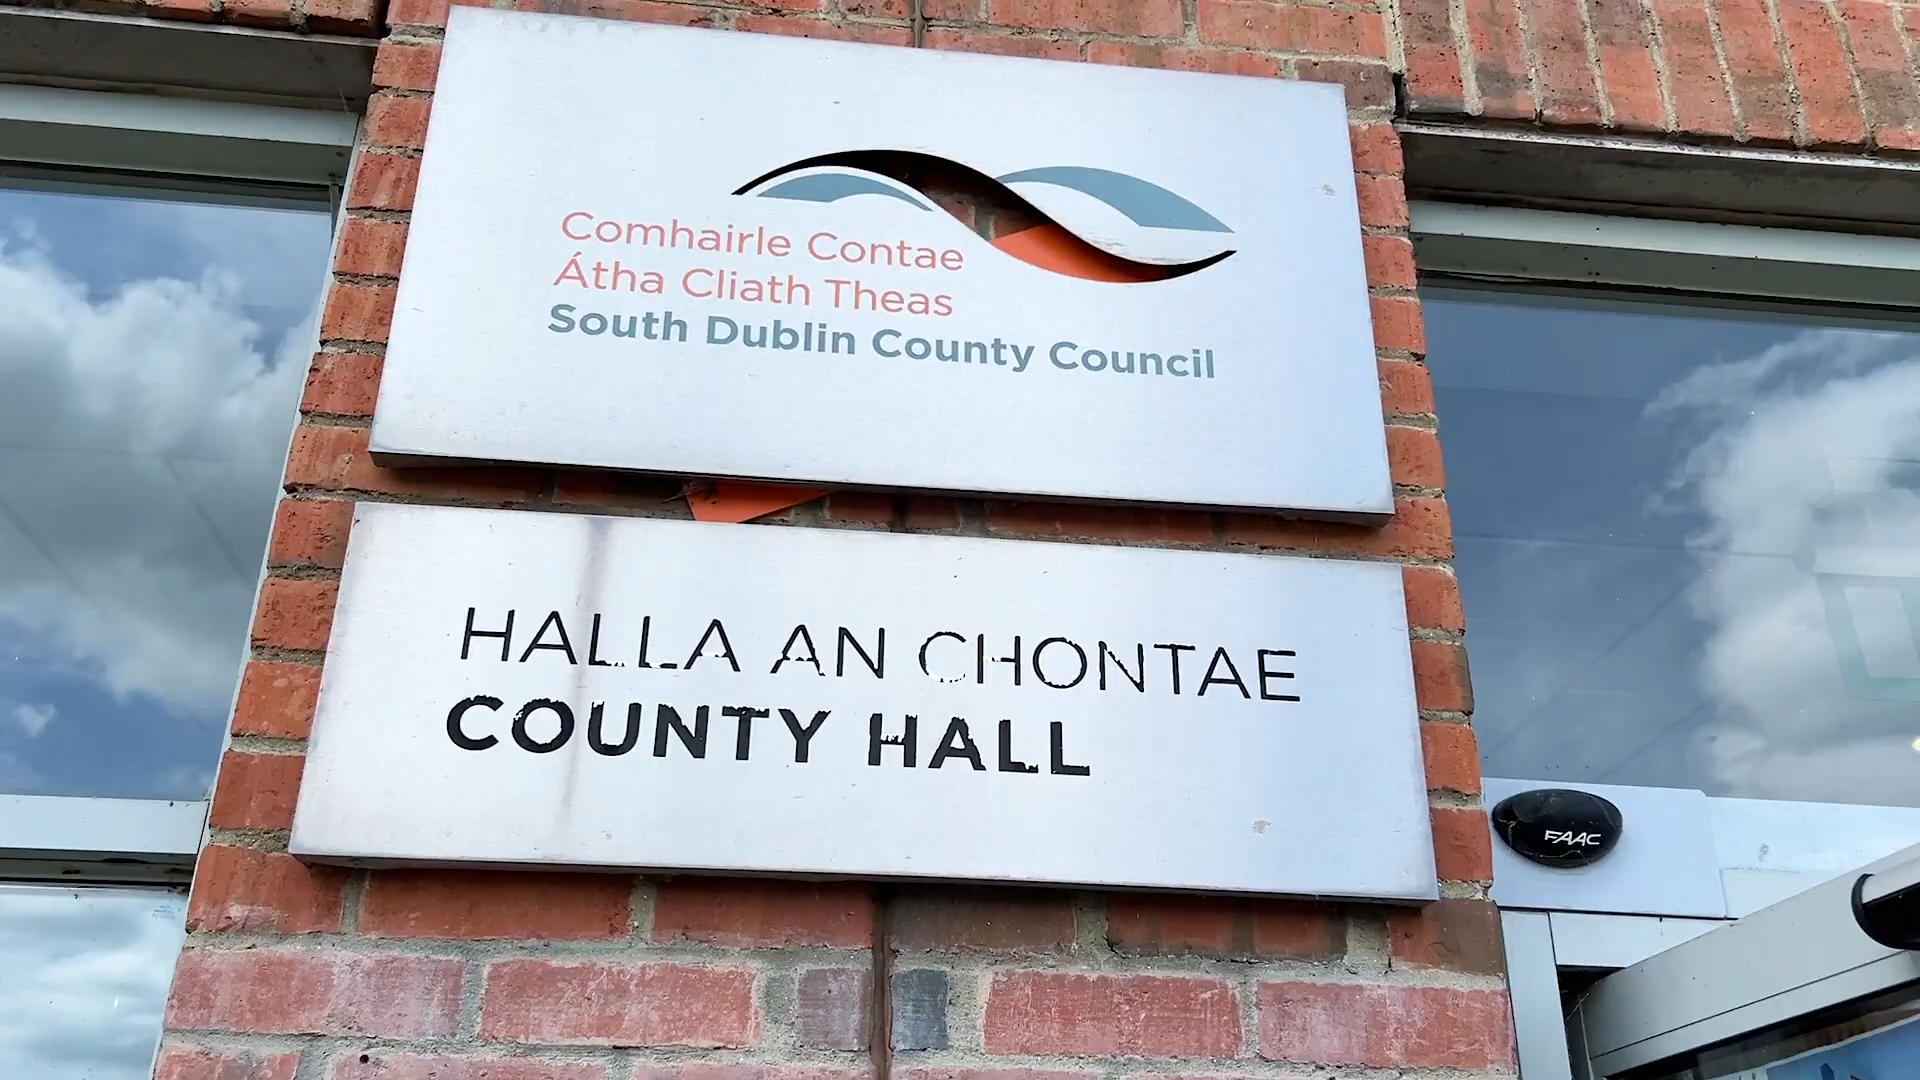 Comhairle Contae
Átha Cliath Theas
South Dublin County Council
HALLA AN CHONTAE
COUNTY HALL
FAAC